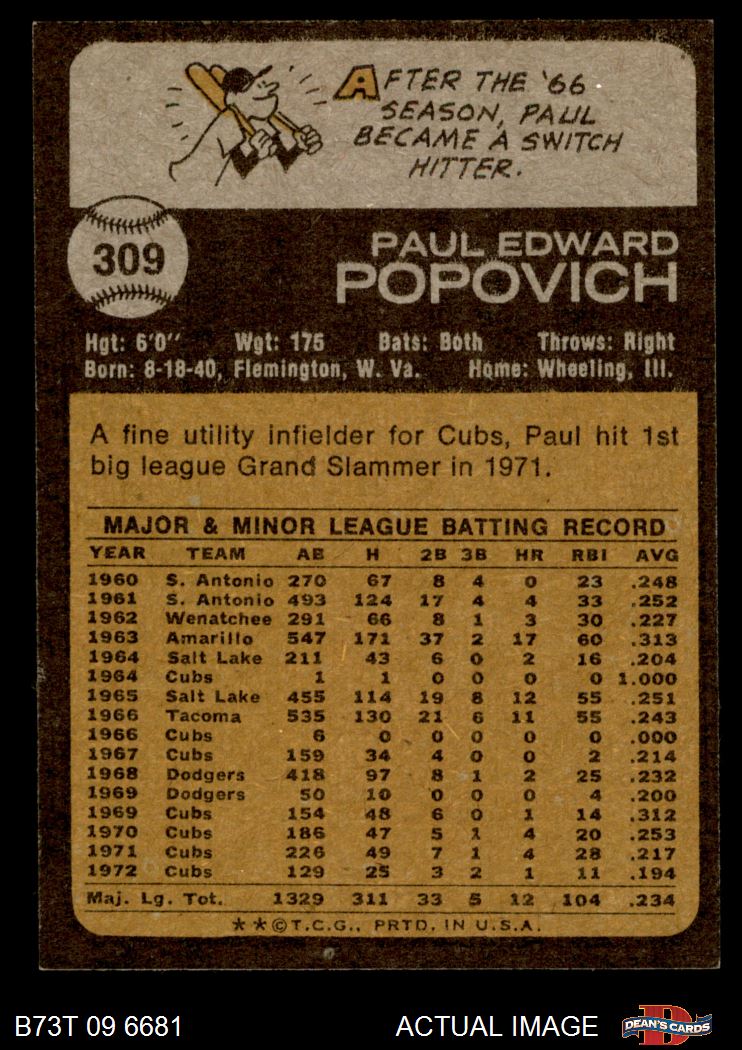 AFTER THE '66
SEASON, PAUL
BECAME A SWITCH
HITTER.
309
PAUL EDWARD
POPOVICH
Hgt: 6'0" Wgt: 175 Bats: Both Throws: Right
Born: 8-18-40, Flemington, W. Va. Home: Wheeling, Ill.
A fine utility infielder for Cubs, Paul hit 1st
big league Grand Slammer in 1971.
MAJOR & MINOR LEAGUE BATTING RECORD
YEAR TEAM AB H 2B 3B HR RBI AVG
1960 S. Antonio 270 67 8 4 0 23 .248
1961 S. Antonio 493 124 17 4 4 33 .252
1962 Wenatchee 291 66 8 1 3 30 .227
1963 Amarillo 547 171 37 2 17 60 .313
1964 Salt Lake 211 43 6 0 2 16 .204
1964 Cubs 1 1 0 0 0 0 1.000
1965 Salt Lake 455 114 19 8 12 55 .251
1966 Tacoma 535 130 21 6 11 55 .243
1966 Cubs 6 0 0 0 0 0 .000
1967 Cubs 159 34 4 0 0 2 .214
1968 Dodgers 418 97 8 1 2 25 .232
1969 Dodgers 50 10 0 0 0 4 .200
1969 Cubs 154 48 6 0 1 14 .312
1970 Cubs 186 47 5 1 4 20 .253
1971 Cubs 226 49 7 1 4 28 .217
1972 Cubs 129 25 3 2 1 11 .194
Maj. Lg. Tot. 1329 311 33 5 12 104 .234
**©T.C.G., PRTD. IN U.S.A.
B73T 09 6681 ACTUAL IMAGE
D
DEAN'S CARDS